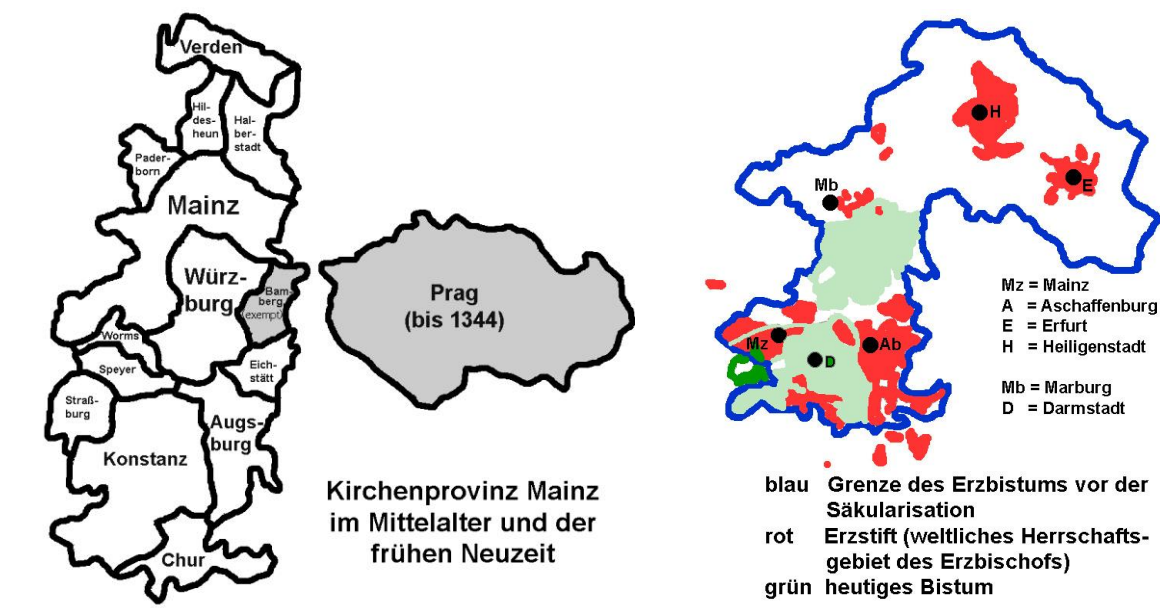 Verden
Hil-
des-
heun
Hal-
ber-
stadt
Pader-
born
Mainz
Würz-
burg
Bam-
berg
(exempt)
Worms
Speyer
Eich-
stätt
Straß-
burg
Augs-
burg
Konstanz
Chur
Prag
(bis 1344)
Kirchenprovinz Mainz
im Mittelalter und der
frühen Neuzeit
H
E
Mb
Mz
Ab
D
Mz = Mainz
A = Aschaffenburg
E = Erfurt
H = Heiligenstadt
Mb = Marburg
D = Darmstadt
blau Grenze des Erzbistums vor der
Säkularisation
rot Erzstift (weltliches Herrschafts-
gebiet des Erzbischofs)
grün heutiges Bistum